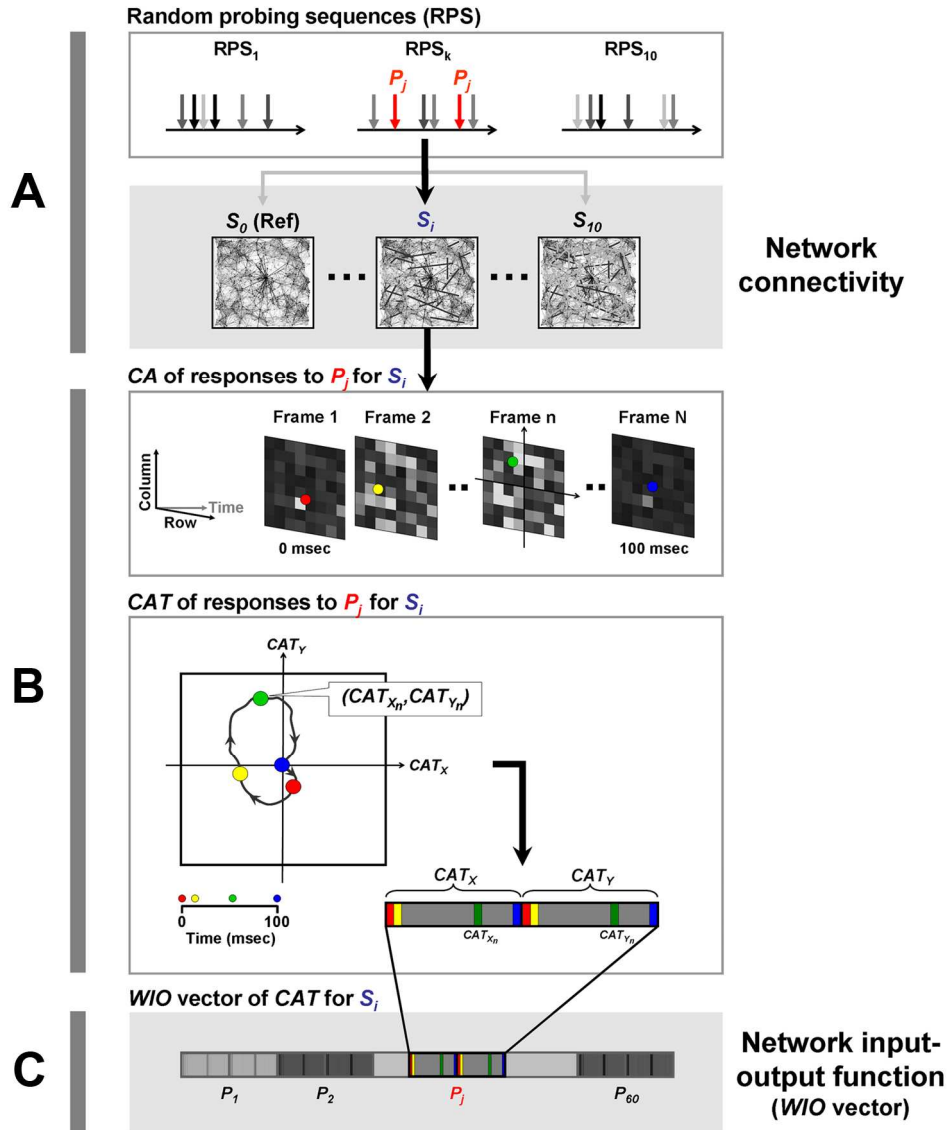 Random probing sequences (RPS)
RPS1 RPSk RPS10
Pj Pj
A
S0 (Ref) Si S10
Network connectivity
CA of responses to Pj for Si
Frame 1 Frame 2 Frame n Frame N
Column
Time
Row
0 msec 100 msec
CAT of responses to Pj for Si
B
CATY
(CATXn,CATYn)
CATX
CATX CATY
0 100
Time (msec)
CATXn CATYn
WIO vector of CAT for Si
C
P1 P2 Pj P60
Network input-
output function
(WIO vector)